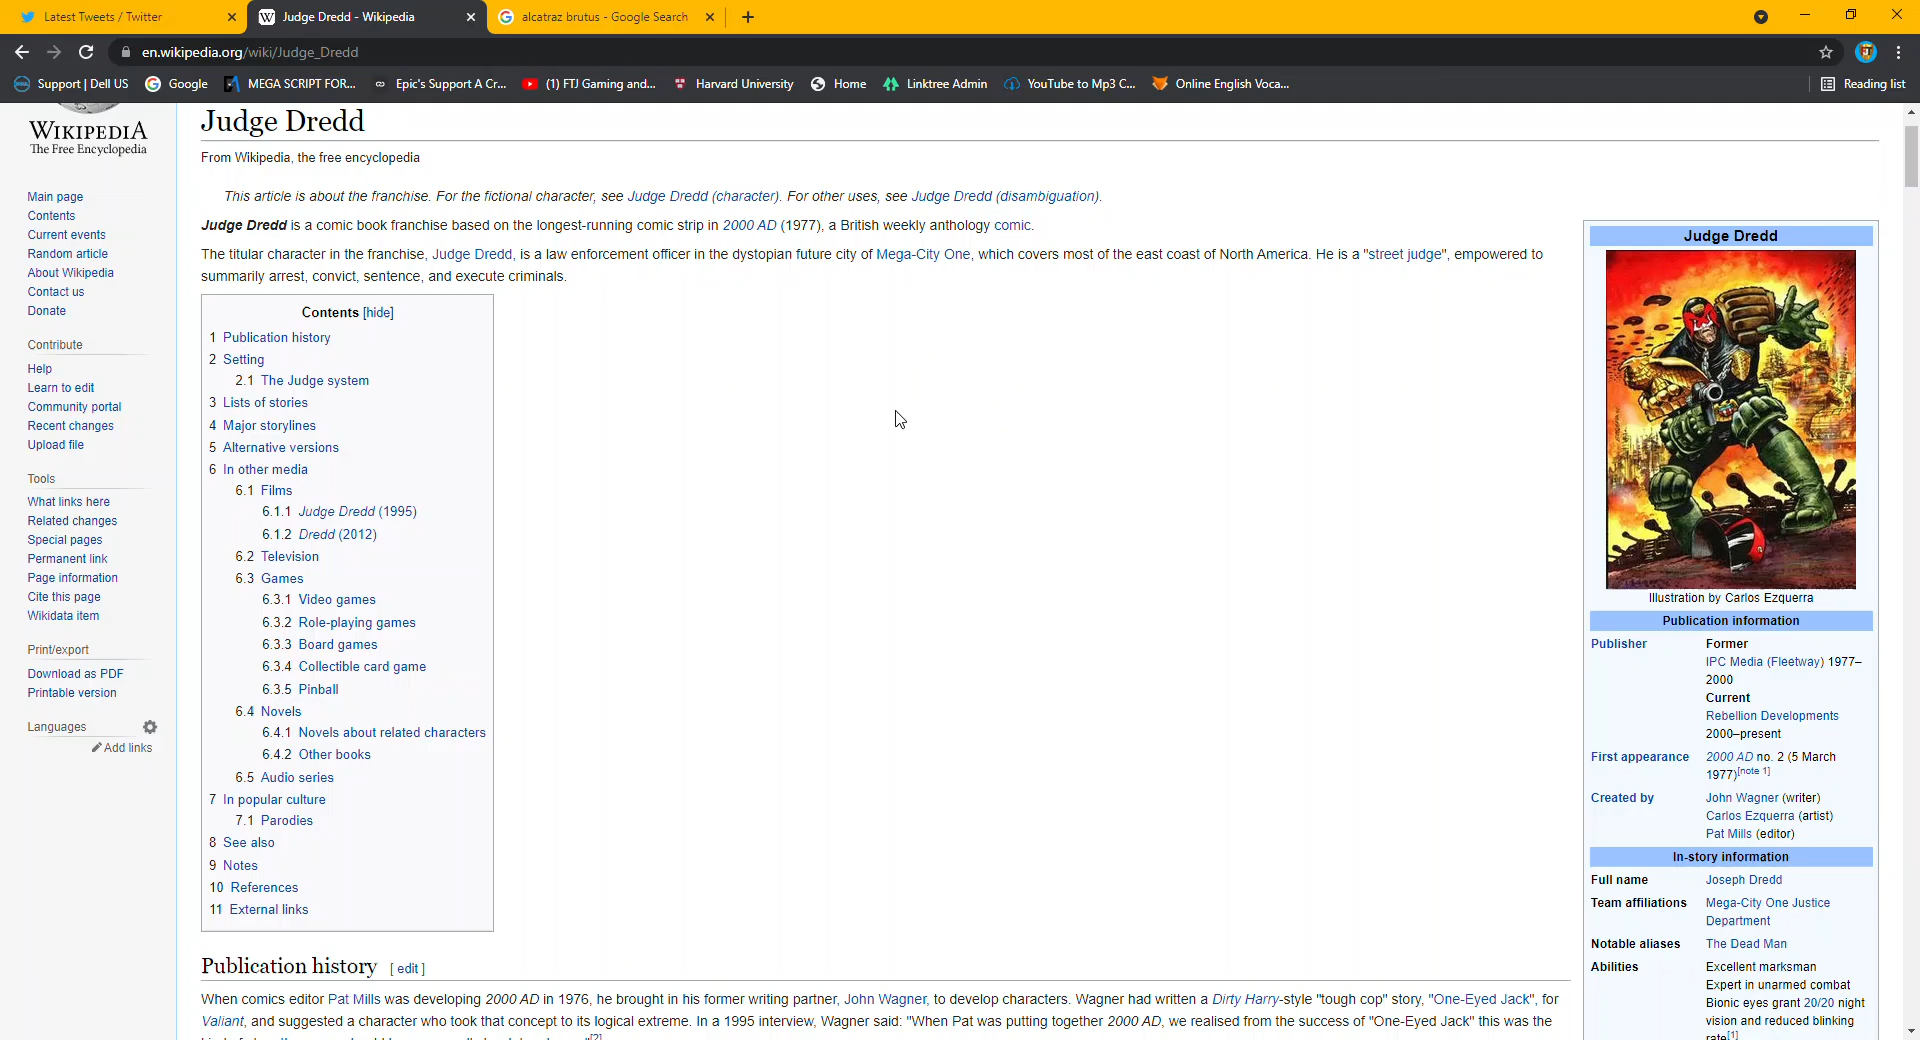 Latest Tweets / Twitter
Judge Dredd - Wikipedia
alcatraz brutus - Google Search
en.wikipedia.org/wiki/Judge_Dredd
Support | Dell US
Google
MEGA SCRIPT FOR...
Epic's Support A Cr...
(1) FTJ Gaming and...
Harvard University
Home
Linktree Admin
YouTube to Mp3 C...
Online English Voca...
Reading list
WIKIPEDIA
The Free Encyclopedia
Main page
Contents
Current events
Random article
About Wikipedia
Contact us
Donate
Contribute
Help
Learn to edit
Community portal
Recent changes
Upload file
Tools
What links here
Related changes
Special pages
Permanent link
Page information
Cite this page
Wikidata item
Print/export
Download as PDF
Printable version
Languages
Add links
Judge Dredd
From Wikipedia, the free encyclopedia
This article is about the franchise. For the fictional character, see Judge Dredd (character). For other uses, see Judge Dredd (disambiguation).
Judge Dredd is a comic book franchise based on the longest-running comic strip in 2000 AD (1977), a British weekly anthology comic.
The titular character in the franchise, Judge Dredd, is a law enforcement officer in the dystopian future city of Mega-City One, which covers most of the east coast of North America. He is a "street judge", empowered to
summarily arrest, convict, sentence, and execute criminals.
Contents [hide]
1 Publication history
2 Setting
2.1 The Judge system
3 Lists of stories
4 Major storylines
5 Alternative versions
6 In other media
6.1 Films
6.1.1 Judge Dredd (1995)
6.1.2 Dredd (2012)
6.2 Television
6.3 Games
6.3.1 Video games
6.3.2 Role-playing games
6.3.3 Board games
6.3.4 Collectible card game
6.3.5 Pinball
6.4 Novels
6.4.1 Novels about related characters
6.4.2 Other books
6.5 Audio series
7 In popular culture
7.1 Parodies
8 See also
9 Notes
10 References
11 External links
Publication history [ edit ]
When comics editor Pat Mills was developing 2000 AD in 1976, he brought in his former writing partner, John Wagner, to develop characters. Wagner had written a Dirty Harry-style "tough cop" story, "One-Eyed Jack", for
Valiant, and suggested a character who took that concept to its logical extreme. In a 1995 interview, Wagner said: "When Pat was putting together 2000 AD, we realised from the success of "One-Eyed Jack" this was the
[2]
Judge Dredd
Illustration by Carlos Ezquerra
Publication information
Publisher Former
IPC Media (Fleetway) 1977–
2000
Current
Rebellion Developments
2000–present
First appearance 2000 AD no. 2 (5 March
1977)[note 1]
Created by John Wagner (writer)
Carlos Ezquerra (artist)
Pat Mills (editor)
In-story information
Full name Joseph Dredd
Team affiliations Mega-City One Justice
Department
Notable aliases The Dead Man
Abilities Excellent marksman
Expert in unarmed combat
Bionic eyes grant 20/20 night
vision and reduced blinking
rate[1]